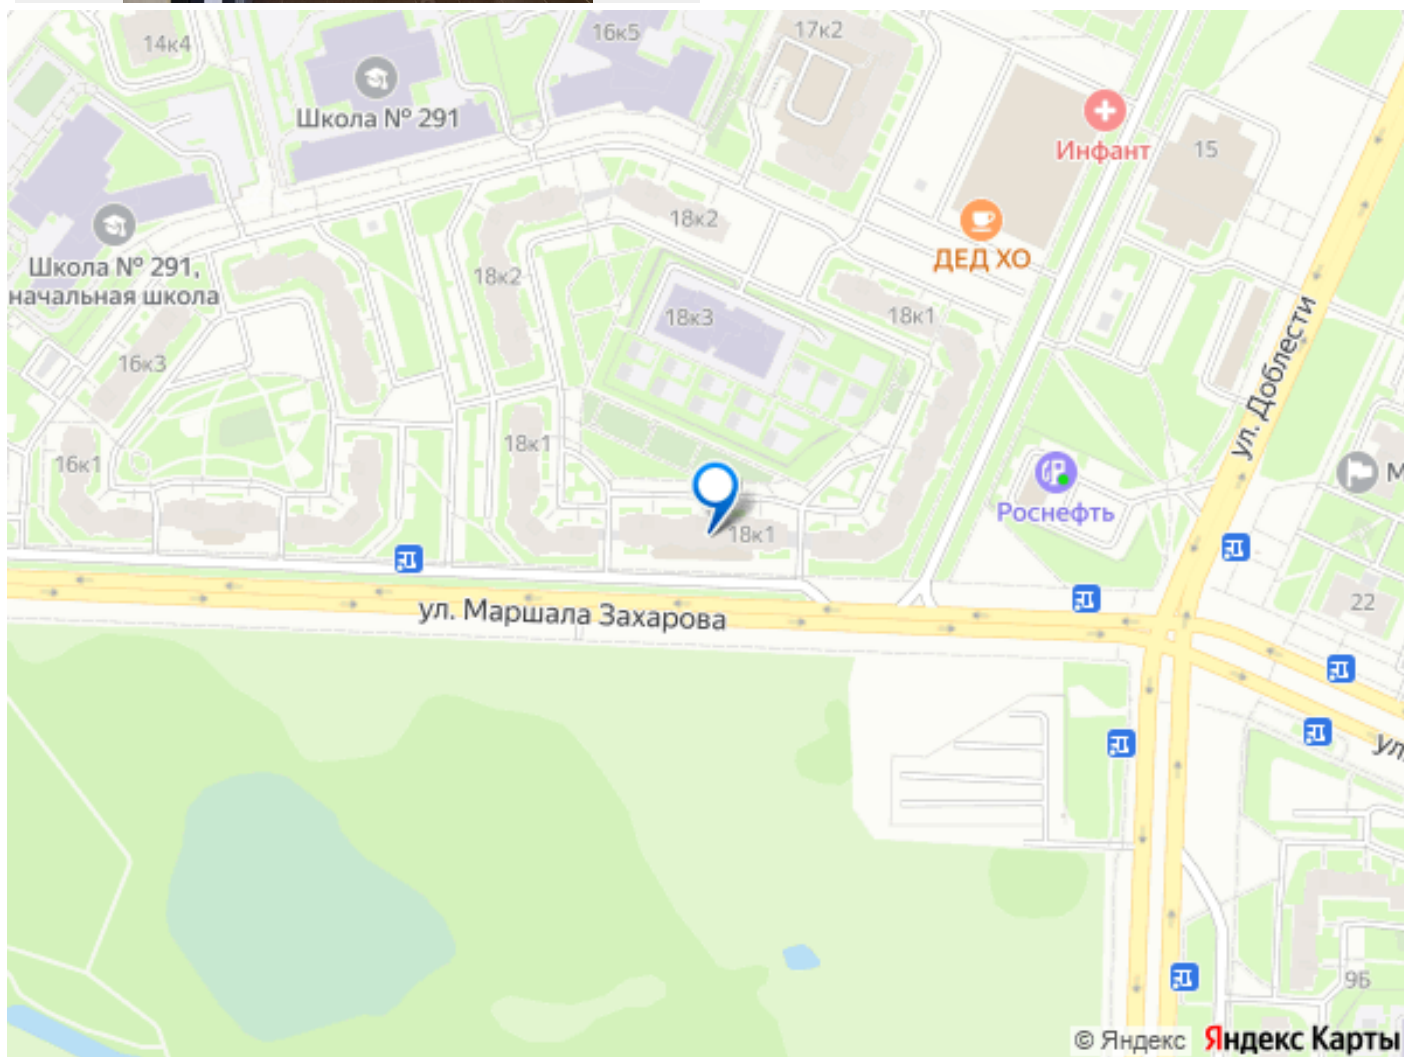 14к4
16к5
17к2
Школа № 291
Инфант
15
18к2
ДЕД ХО
Школа № 291,
начальная школа
18к2
18к3
18к1
16к3
ул. Доблести
18к1
16к1
М
Роснефть
18к1
22
ул. Маршала Захарова
ул.
9Б
© Яндекс Яндекс Карты